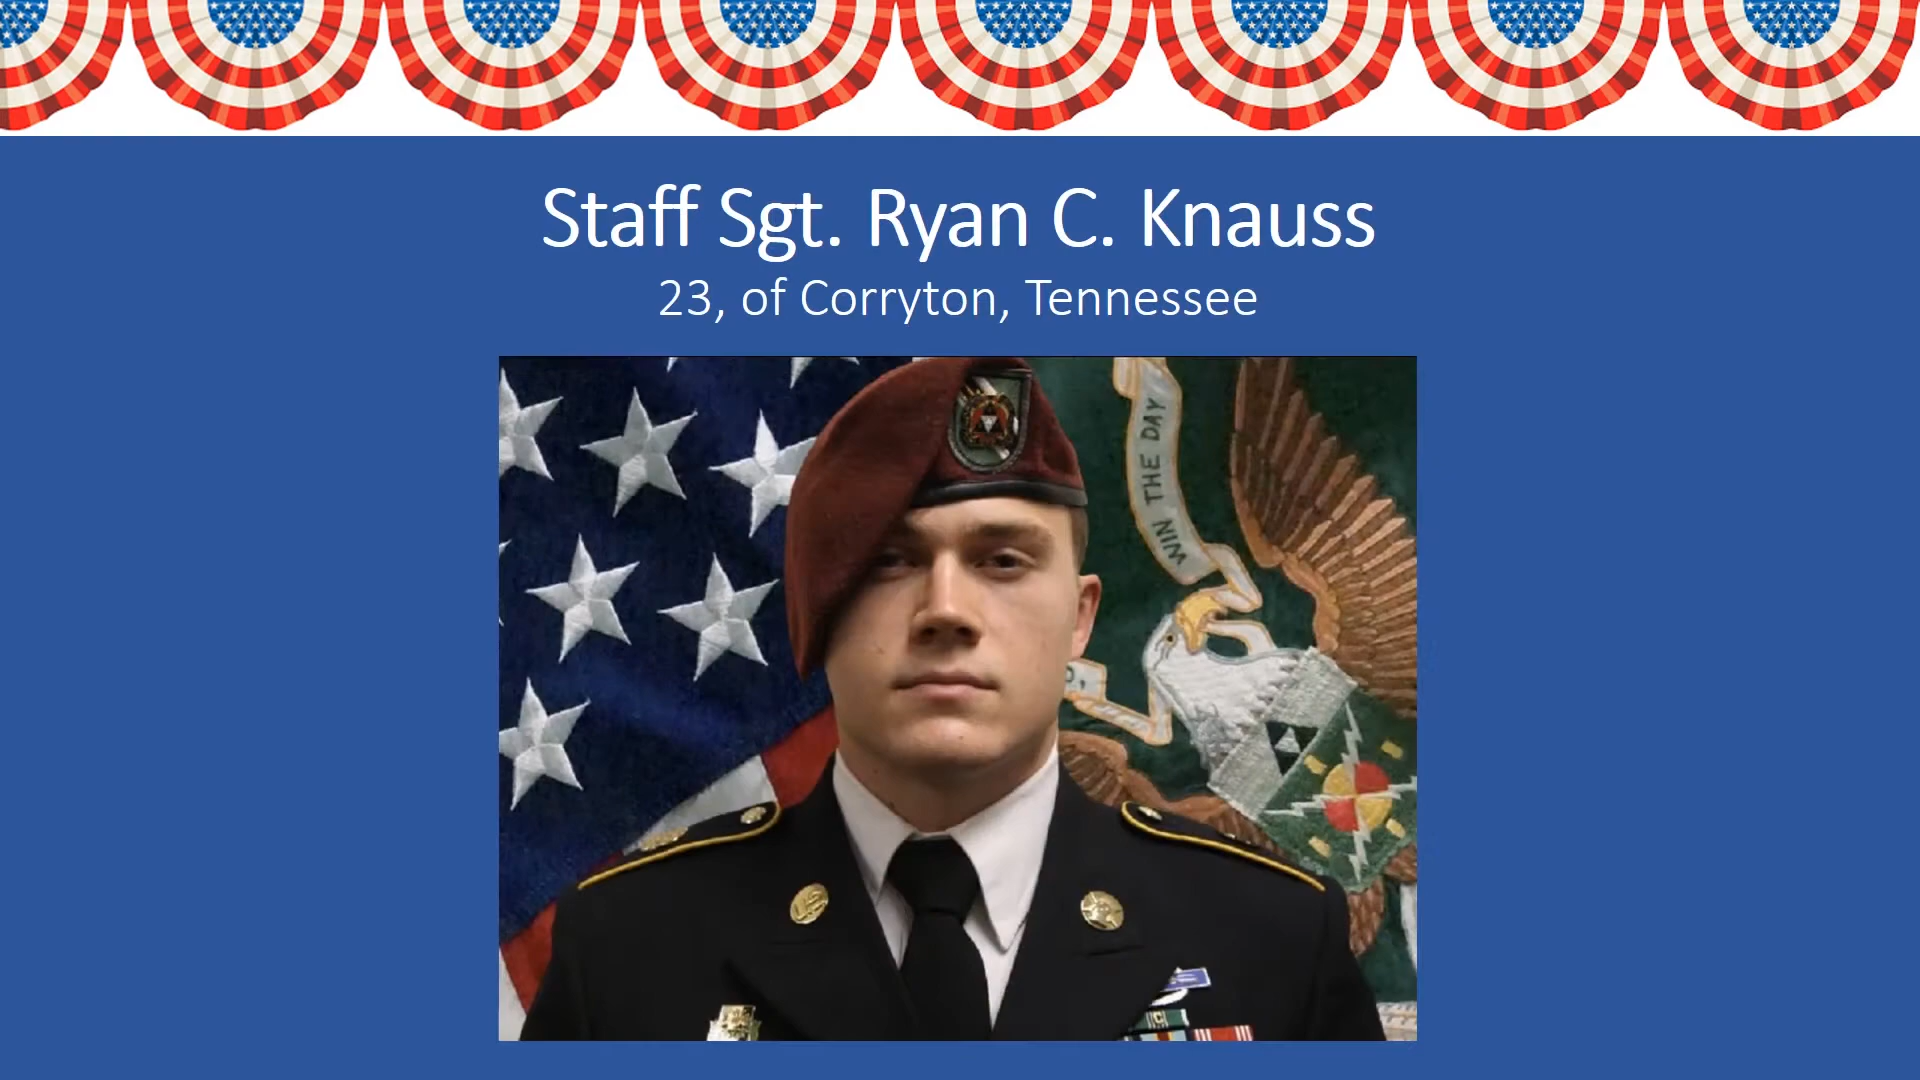 Staff Sgt. Ryan C. Knauss
23, of Corryton, Tennessee
WIN THE DAY
U.S.